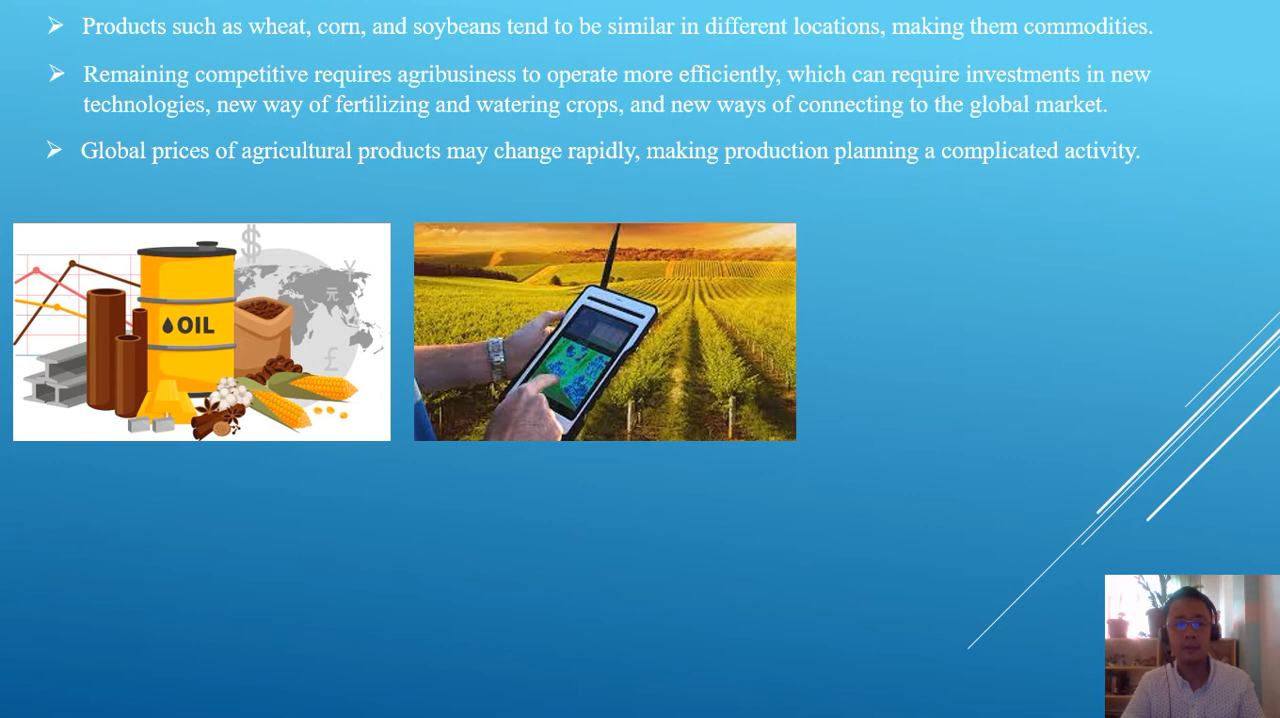 Products such as wheat, corn, and soybeans tend to be similar in different locations, making them commodities.
Remaining competitive requires agribusiness to operate more efficiently, which can require investments in new
technologies, new way of fertilizing and watering crops, and new ways of connecting to the global market.
Global prices of agricultural products may change rapidly, making production planning a complicated activity.
$
¥
元
OIL
£